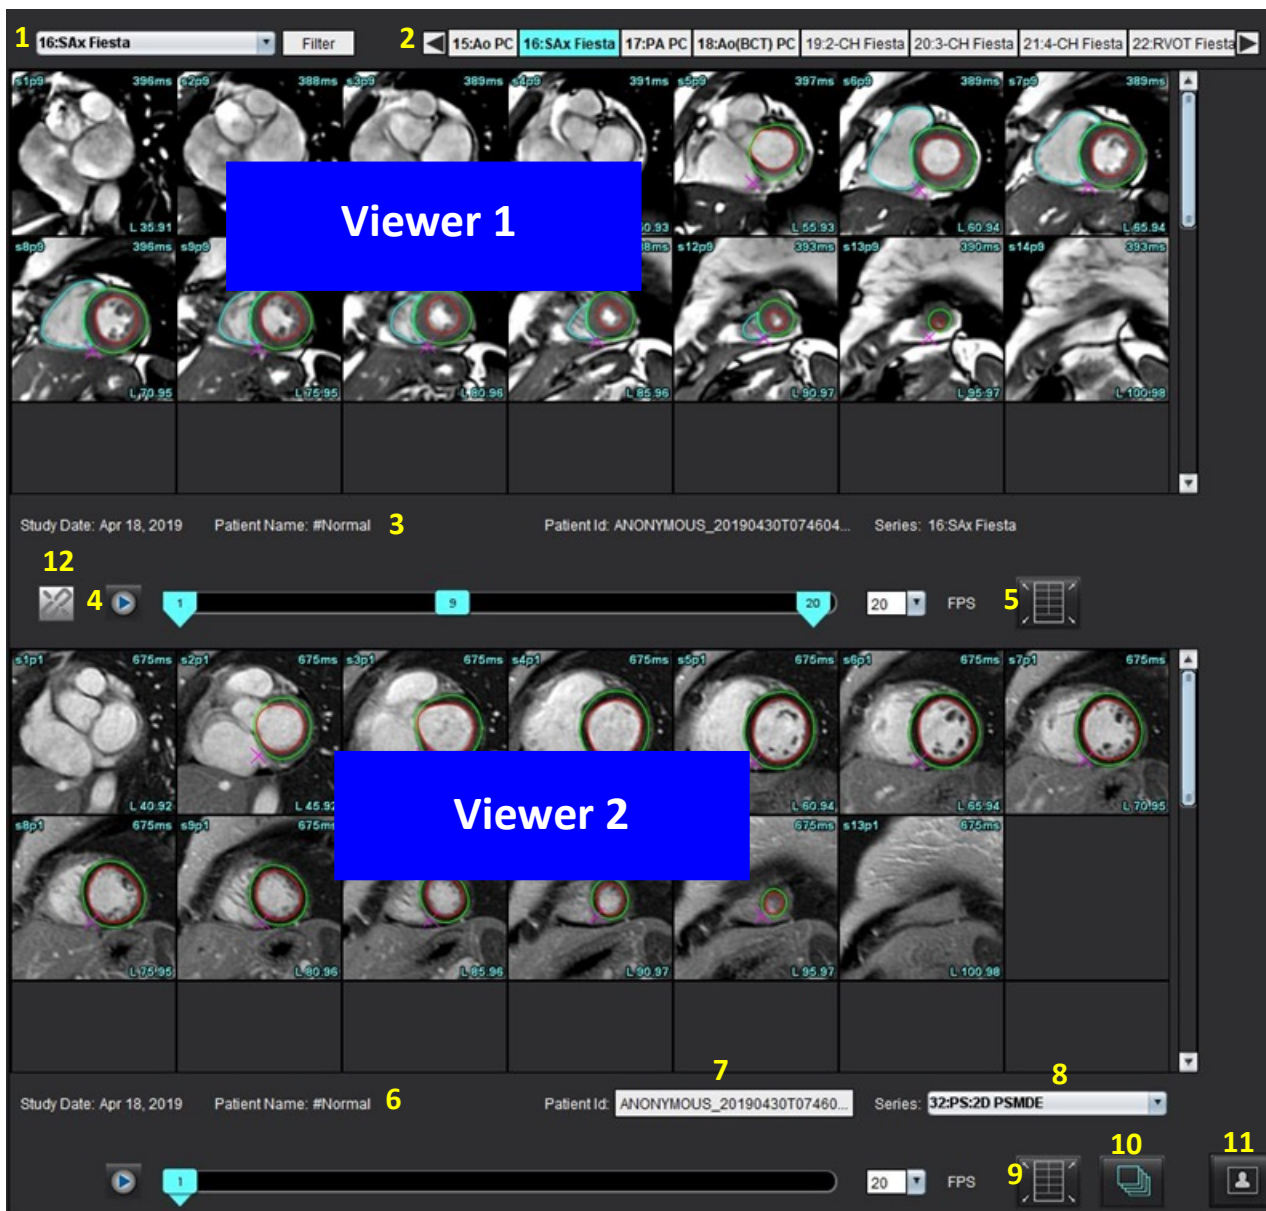 1 16:SAx Fiesta Filter 2 15:Ao PC 16:SAx Fiesta 17:PA PC 18:Ao(BCT) PC 19:2-CH Fiesta 20:3-CH Fiesta 21:4-CH Fiesta 22:RVOT Fiesta
s1p9 396ms s2p9 388ms s3p9 389ms s4p9 391ms s5p9 397ms s6p9 389ms s7p9 389ms
Viewer 1
L 35.91 0.93 L 55.93 L 60.94 L 65.94
s8p9 396ms s9p9 8ms s12p9 393ms s13p9 390ms s14p9 393ms
L 70.95 L 75.95 L 80.96 L 85.96 L 90.97 L 95.97 L 100.98
Study Date: Apr 18, 2019 Patient Name: #Normal 3 Patient Id: ANONYMOUS_20190430T074604... Series: 16:SAx Fiesta
12
4 1 9 20 20 FPS 5
s1p1 675ms s2p1 675ms s3p1 675ms s4p1 675ms s5p1 675ms s6p1 675ms s7p1 675ms
L 40.92 L 45.92 L 60.94 L 65.94 L 70.95
Viewer 2
s8p1 675ms s9p1 675ms 675ms s13p1 675ms
L 75.95 L 80.96 L 85.96 L 90.97 L 95.97 L 100.98
7 8
Study Date: Apr 18, 2019 Patient Name: #Normal 6 Patient Id: ANONYMOUS_20190430T07460... Series: 32:PS:2D PSMDE
10 11
1 20 FPS 9